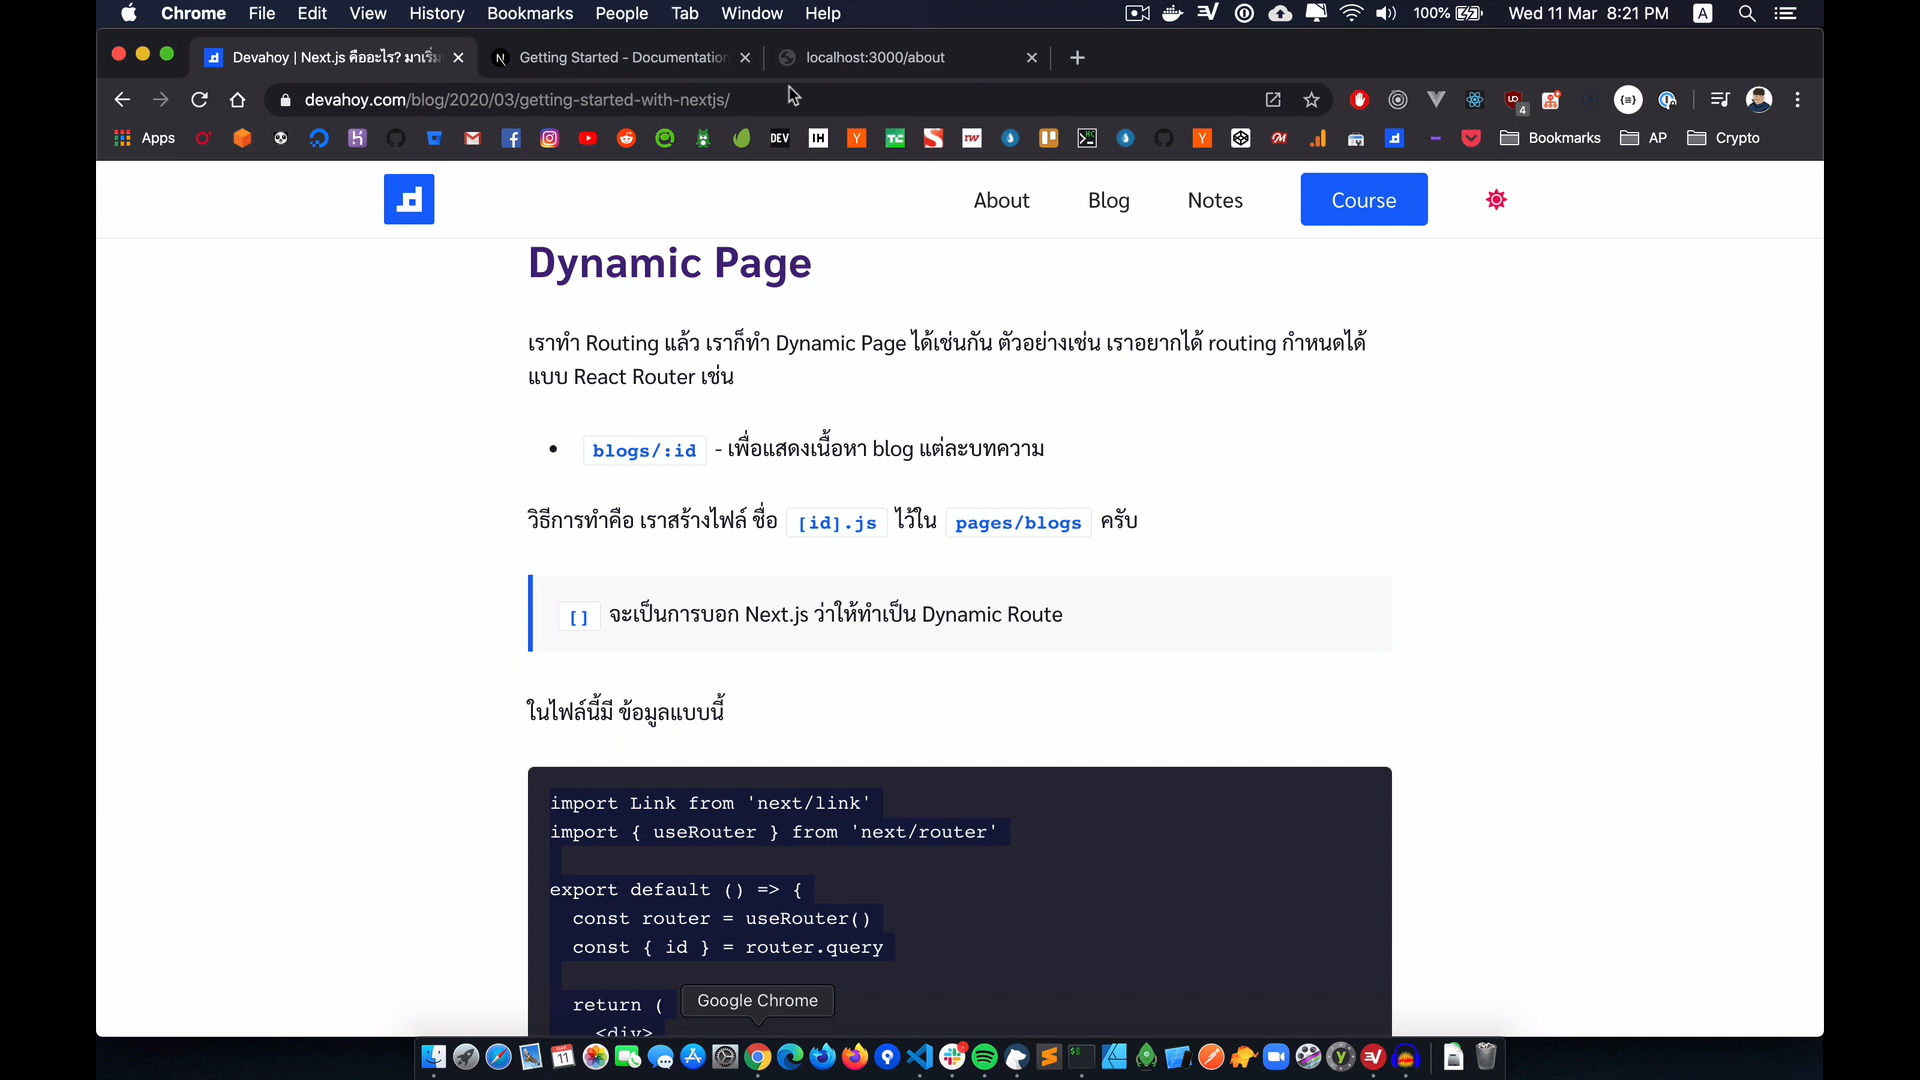 Chrome File Edit View History Bookmarks People Tab Window Help 100% Wed 11 Mar 8:21 PM A
Devahoy | Next.js คืออะไร? มาเริ่ม Getting Started - Documentation localhost:3000/about
devahoy.com/blog/2020/03/getting-started-with-nextjs/
Apps Bookmarks AP Crypto
About Blog Notes Course
Dynamic Page
เราทำ Routing แล้ว เราก็ทำ Dynamic Page ได้เช่นกัน ตัวอย่างเช่น เราอยากได้ routing กำหนดได้
แบบ React Router เช่น
• blogs/:id - เพื่อแสดงเนื้อหา blog แต่ละบทความ
วิธีการทำคือ เราสร้างไฟล์ ชื่อ [id].js ไว้ใน pages/blogs ครับ
[] จะเป็นการบอก Next.js ว่าให้ทำเป็น Dynamic Route
ในไฟล์นี้มี ข้อมูลแบบนี้
import Link from 'next/link'
import { useRouter } from 'next/router'
export default () => {
const router = useRouter()
const { id } = router.query
return (
<div>
Google Chrome